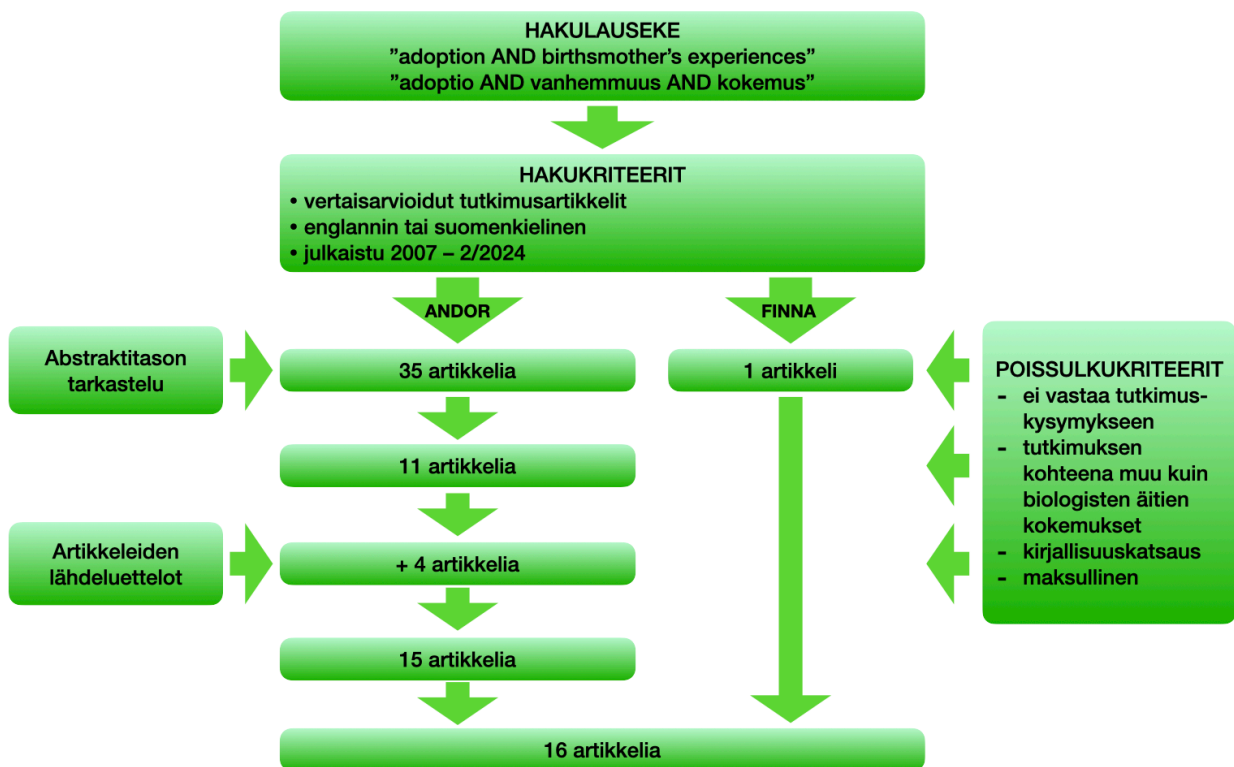 HAKULAUSEKE
”adoption AND birthsmother’s experiences”
”adoptio AND vanhemmuus AND kokemus”
HAKUKRITEERIT
• vertaisarvioidut tutkimusartikkelit
• englannin tai suomenkielinen
• julkaistu 2007 – 2/2024
ANDOR
FINNA
Abstraktitason
tarkastelu
35 artikkelia
1 artikkeli
POISSULKUKRITEERIT
- ei vastaa tutkimus-
kysymykseen
- tutkimuksen
kohteena muu kuin
biologisten äitien
kokemukset
- kirjallisuuskatsaus
- maksullinen
11 artikkelia
Artikkeleiden
lähdeluettelot
+ 4 artikkelia
15 artikkelia
16 artikkelia